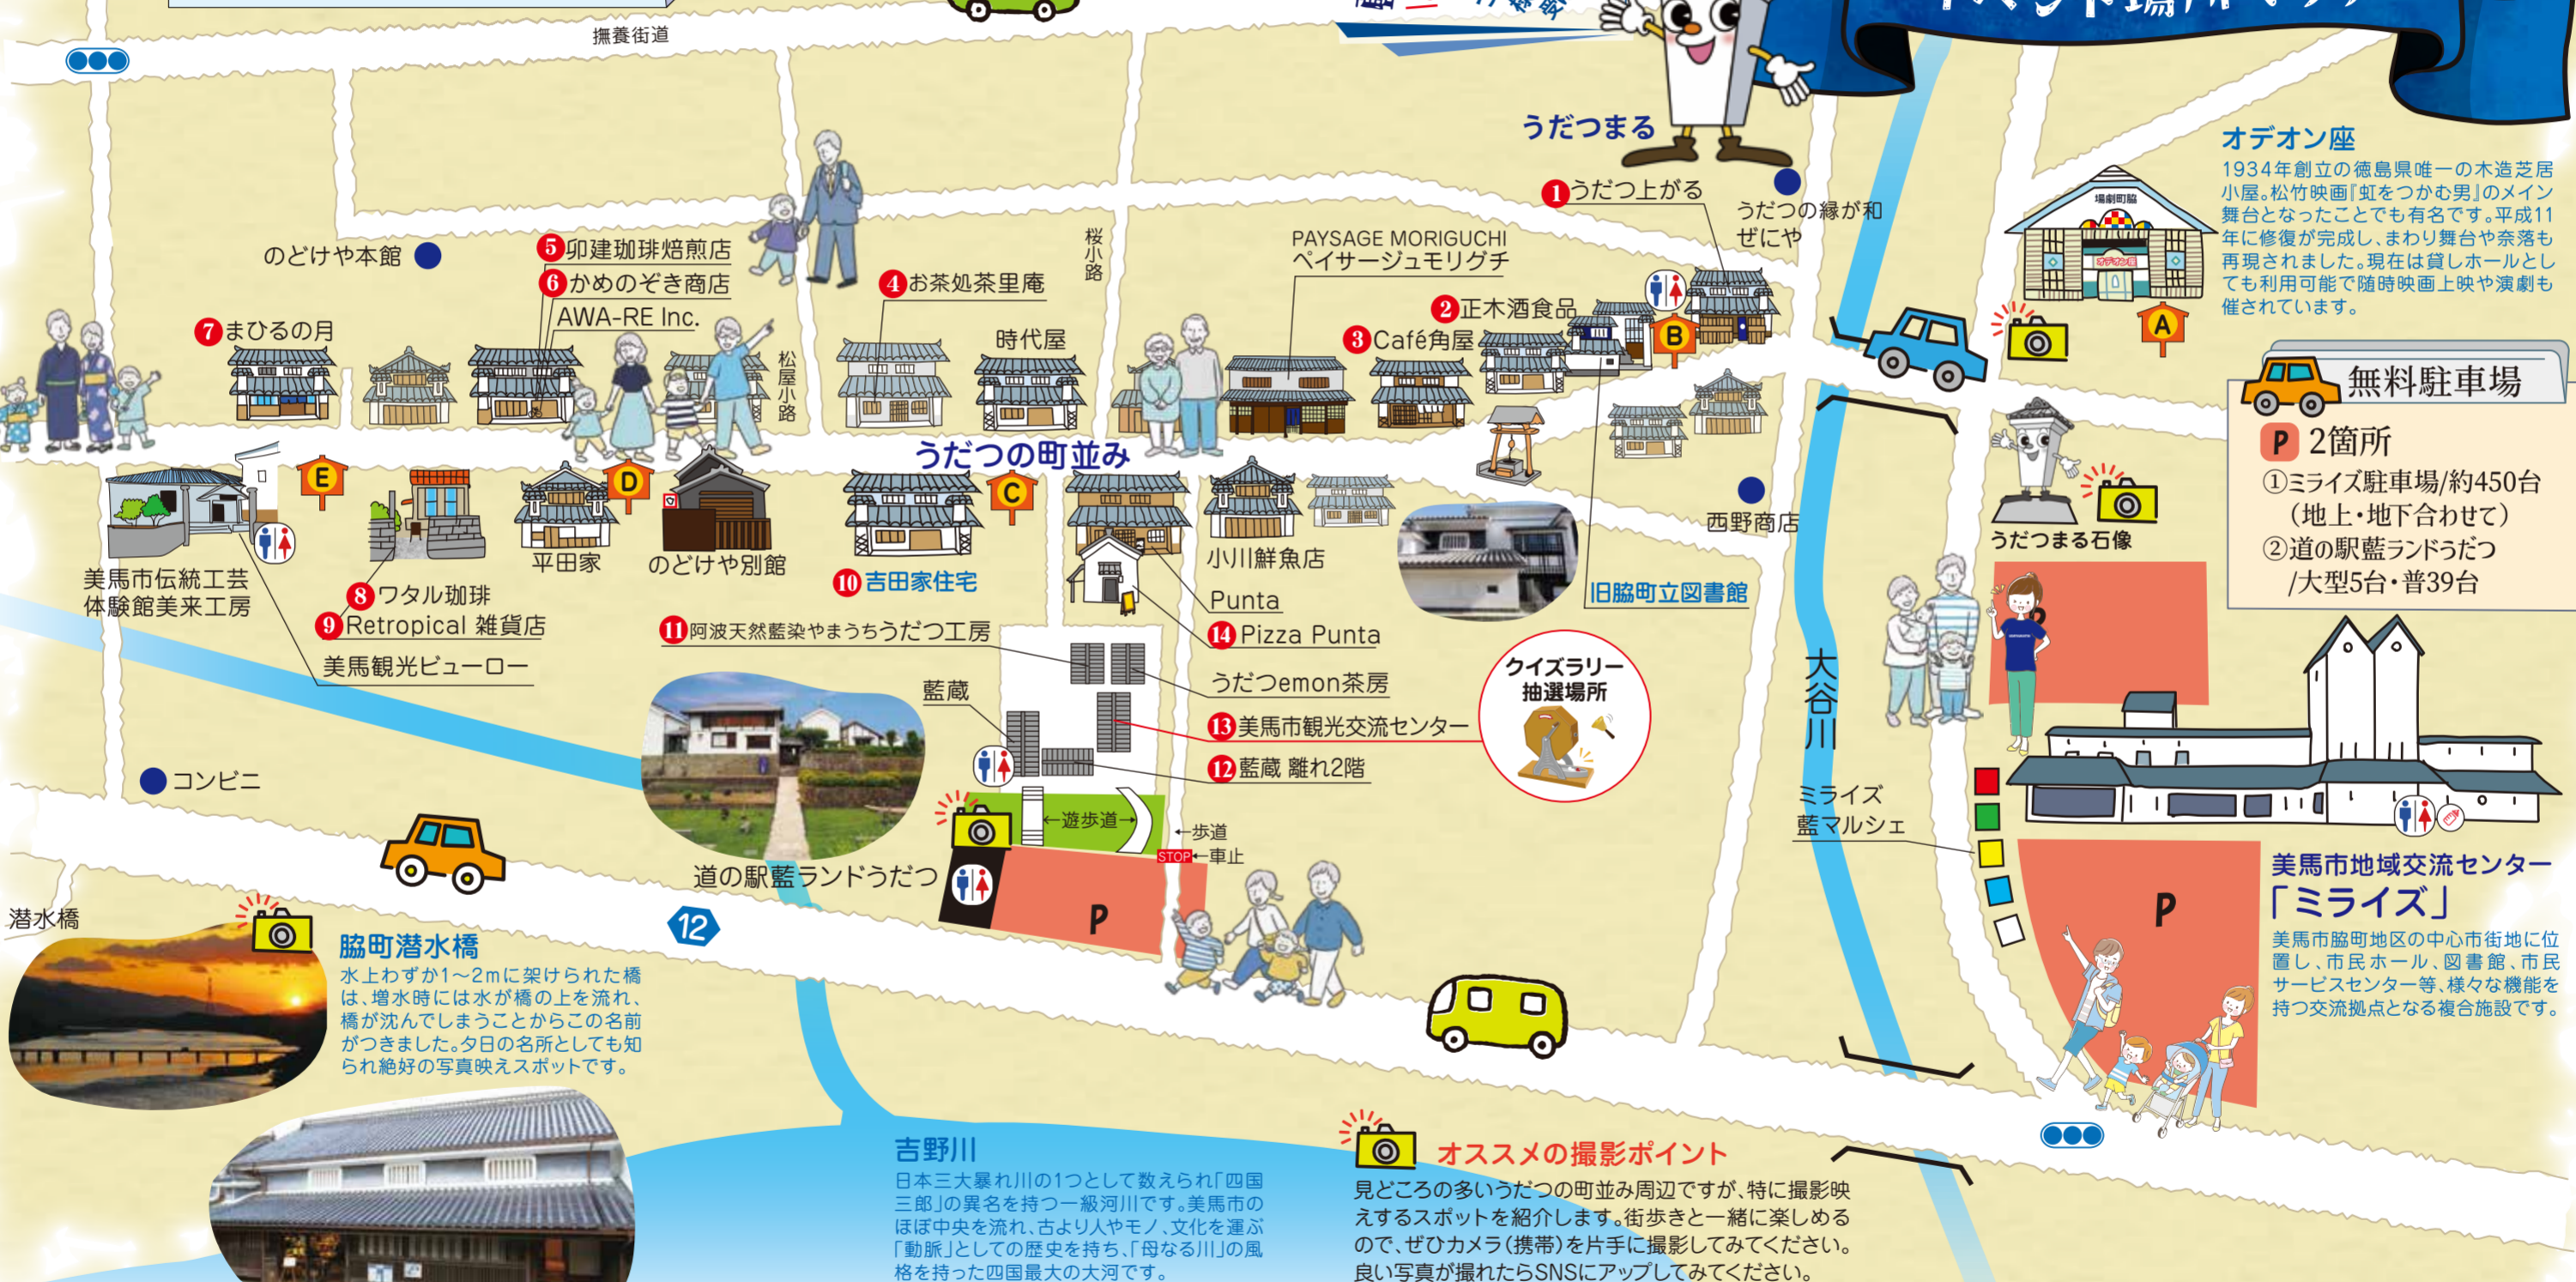 撫養街道
うだつまる
オデオン座
1934年創立の徳島県唯一の木造芝居
小屋。松竹映画『虹をつかむ男』のメイン
舞台となったことでも有名です。平成11
年に修復が完成し、まわり舞台や奈落も
再現されました。現在は貸しホールとし
ても利用可能で随時映画上映や演劇も
催されています。
場劇町脇
オデオン座
A
1 うだつ上がる
うだつの縁が和
ぜにや
のどけや本館
5 卯建珈琲焙煎店
6 かめのぞき商店
AWA-RE Inc.
7 まひるの月
松屋小路
4 お茶処茶里庵
時代屋
桜小路
PAYSAGE MORIGUCHI
ペイサージュモリグチ
2 正木酒食品
3 Café角屋
B
うだつの町並み
無料駐車場
P 2箇所
①ミライズ駐車場/約450台
（地上・地下合わせて）
②道の駅藍ランドうだつ
/大型5台・普39台
うだつまる石像
西野商店
E
D
C
美馬市伝統工芸
体験館美来工房
8 ワタル珈琲
9 Retropical 雑貨店
美馬観光ビューロー
平田家
のどけや別館
10 吉田家住宅
小川鮮魚店
Punta
14 Pizza Punta
旧脇町立図書館
11 阿波天然藍染やまうちうだつ工房
藍蔵
うだつemon茶房
13 美馬市観光交流センター
12 藍蔵 離れ2階
クイズラリー
抽選場所
大谷川
コンビニ
←遊歩道→
←歩道
STOP ←車止
道の駅藍ランドうだつ
P
12
ミライズ
藍マルシェ
P
美馬市地域交流センター
「ミライズ」
美馬市脇町地区の中心市街地に位
置し、市民ホール、図書館、市民
サービスセンター等、様々な機能を
持つ交流拠点となる複合施設です。
潜水橋
脇町潜水橋
水上わずか1～2mに架けられた橋
は、増水時には水が橋の上を流れ、
橋が沈んでしまうことからこの名前
がつきました。夕日の名所としても知
られ絶好の写真映えスポットです。
吉野川
日本三大暴れ川の1つとして数えられ「四国
三郎」の異名を持つ一級河川です。美馬市の
ほぼ中央を流れ、古より人やモノ、文化を運ぶ
「動脈」としての歴史を持ち、「母なる川」の風
格を持った四国最大の大河です。
オススメの撮影ポイント
見どころの多いうだつの町並み周辺ですが、特に撮影映
えするスポットを紹介します。街歩きと一緒に楽しめる
ので、ぜひカメラ（携帯）を片手に撮影してみてください。
良い写真が撮れたらSNSにアップしてみてください。